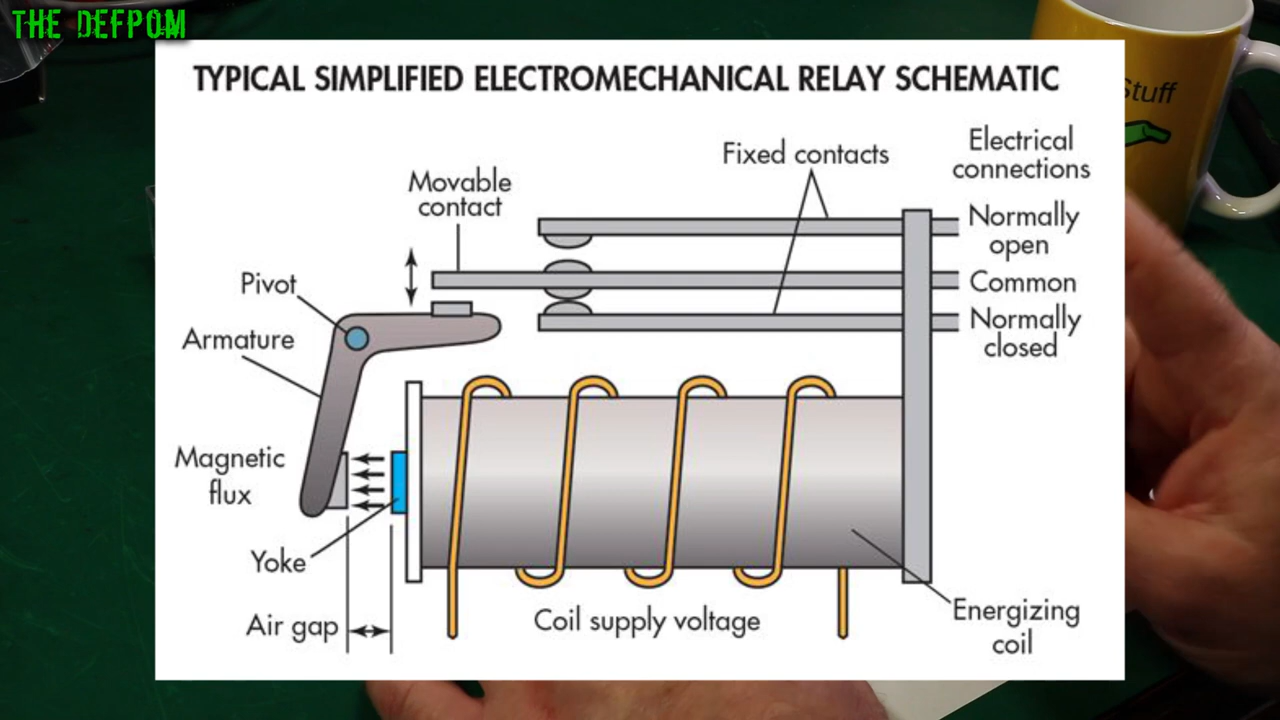 THE DEFPOM
Stuff
TYPICAL SIMPLIFIED ELECTROMECHANICAL RELAY SCHEMATIC
Electrical
connections
Fixed contacts
Movable
contact
Normally
open
Common
Normally
closed
Pivot
Armature
Magnetic
flux
Yoke
Air gap
Coil supply voltage
Energizing
coil